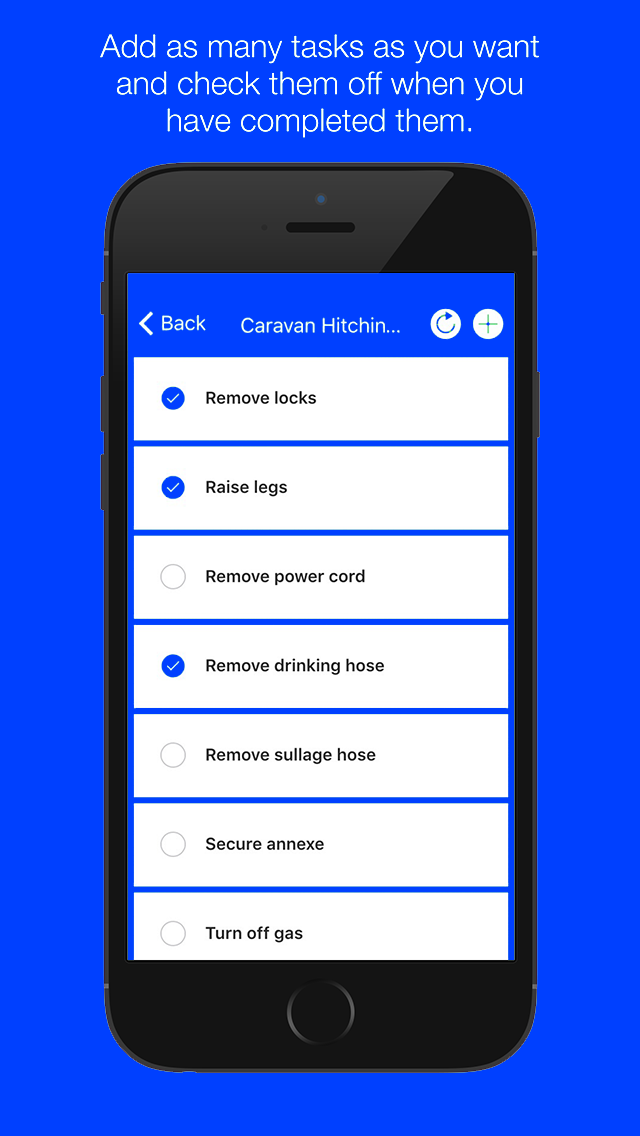 Add as many tasks as you want
and check them off when you
have completed them.
Back
Caravan Hitchin...
Remove locks
Raise legs
Remove power cord
Remove drinking hose
Remove sullage hose
Secure annexe
Turn off gas